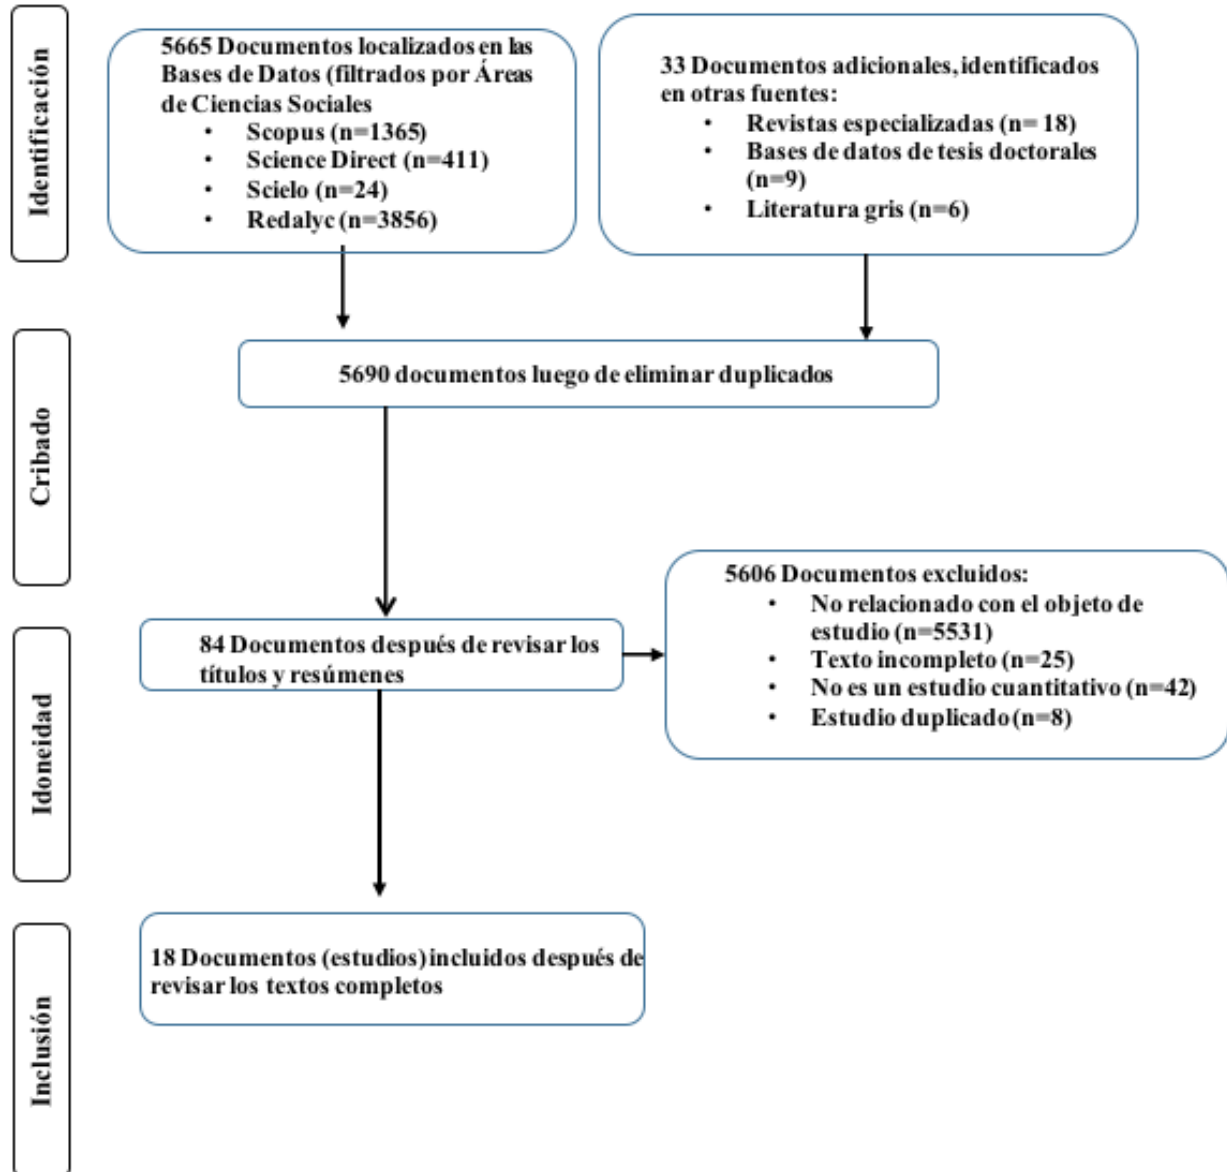 Identificación
5665 Documentos localizados en las
Bases de Datos (filtrados por Áreas
de Ciencias Sociales
• Scopus (n=1365)
• Science Direct (n=411)
• Scielo (n=24)
• Redalyc (n=3856)
33 Documentos adicionales, identificados
en otras fuentes:
• Revistas especializadas (n= 18)
• Bases de datos de tesis doctorales
(n=9)
• Literatura gris (n=6)
Cribado
5690 documentos luego de eliminar duplicados
Idoneidad
84 Documentos después de revisar los
títulos y resúmenes
5606 Documentos excluidos:
• No relacionado con el objeto de
estudio (n=5531)
• Texto incompleto (n=25)
• No es un estudio cuantitativo (n=42)
• Estudio duplicado (n=8)
Inclusión
18 Documentos (estudios) incluidos después de
revisar los textos completos